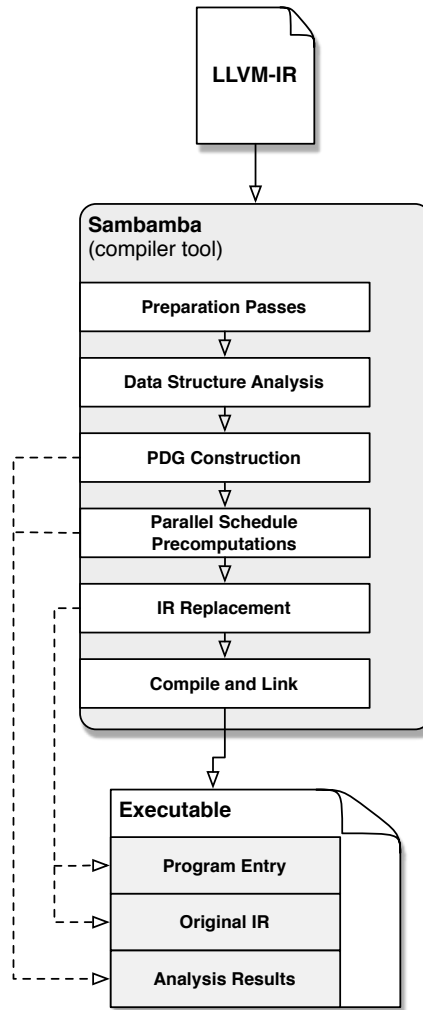 LLVM-IR
Sambamba
(compiler tool)
Preparation Passes
Data Structure Analysis
PDG Construction
Parallel Schedule
Precomputations
IR Replacement
Compile and Link
Executable
Program Entry
Original IR
Analysis Results